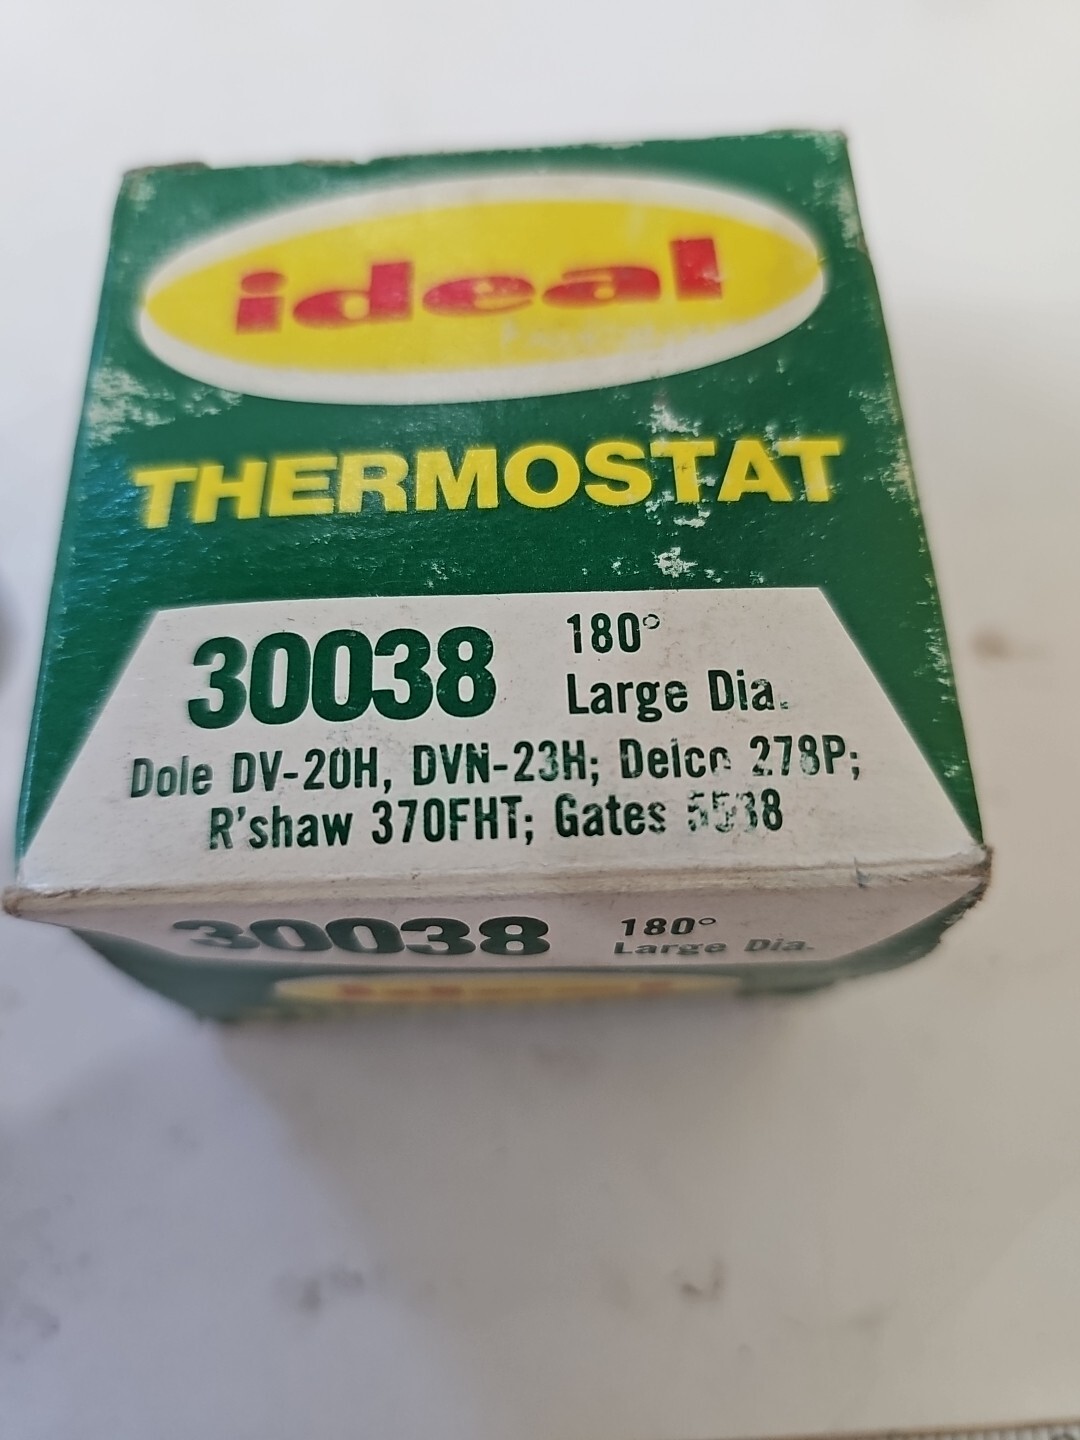 ideal
THERMOSTAT
30038
180°
Large Dia.
Dole DV-20H, DVN-23H; Delco 278P;
R'shaw 370FHT; Gates 5538
30038
180°
Large Dia.